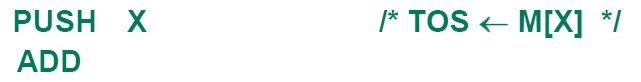 PUSH X /* TOS ← M[X] */
ADD